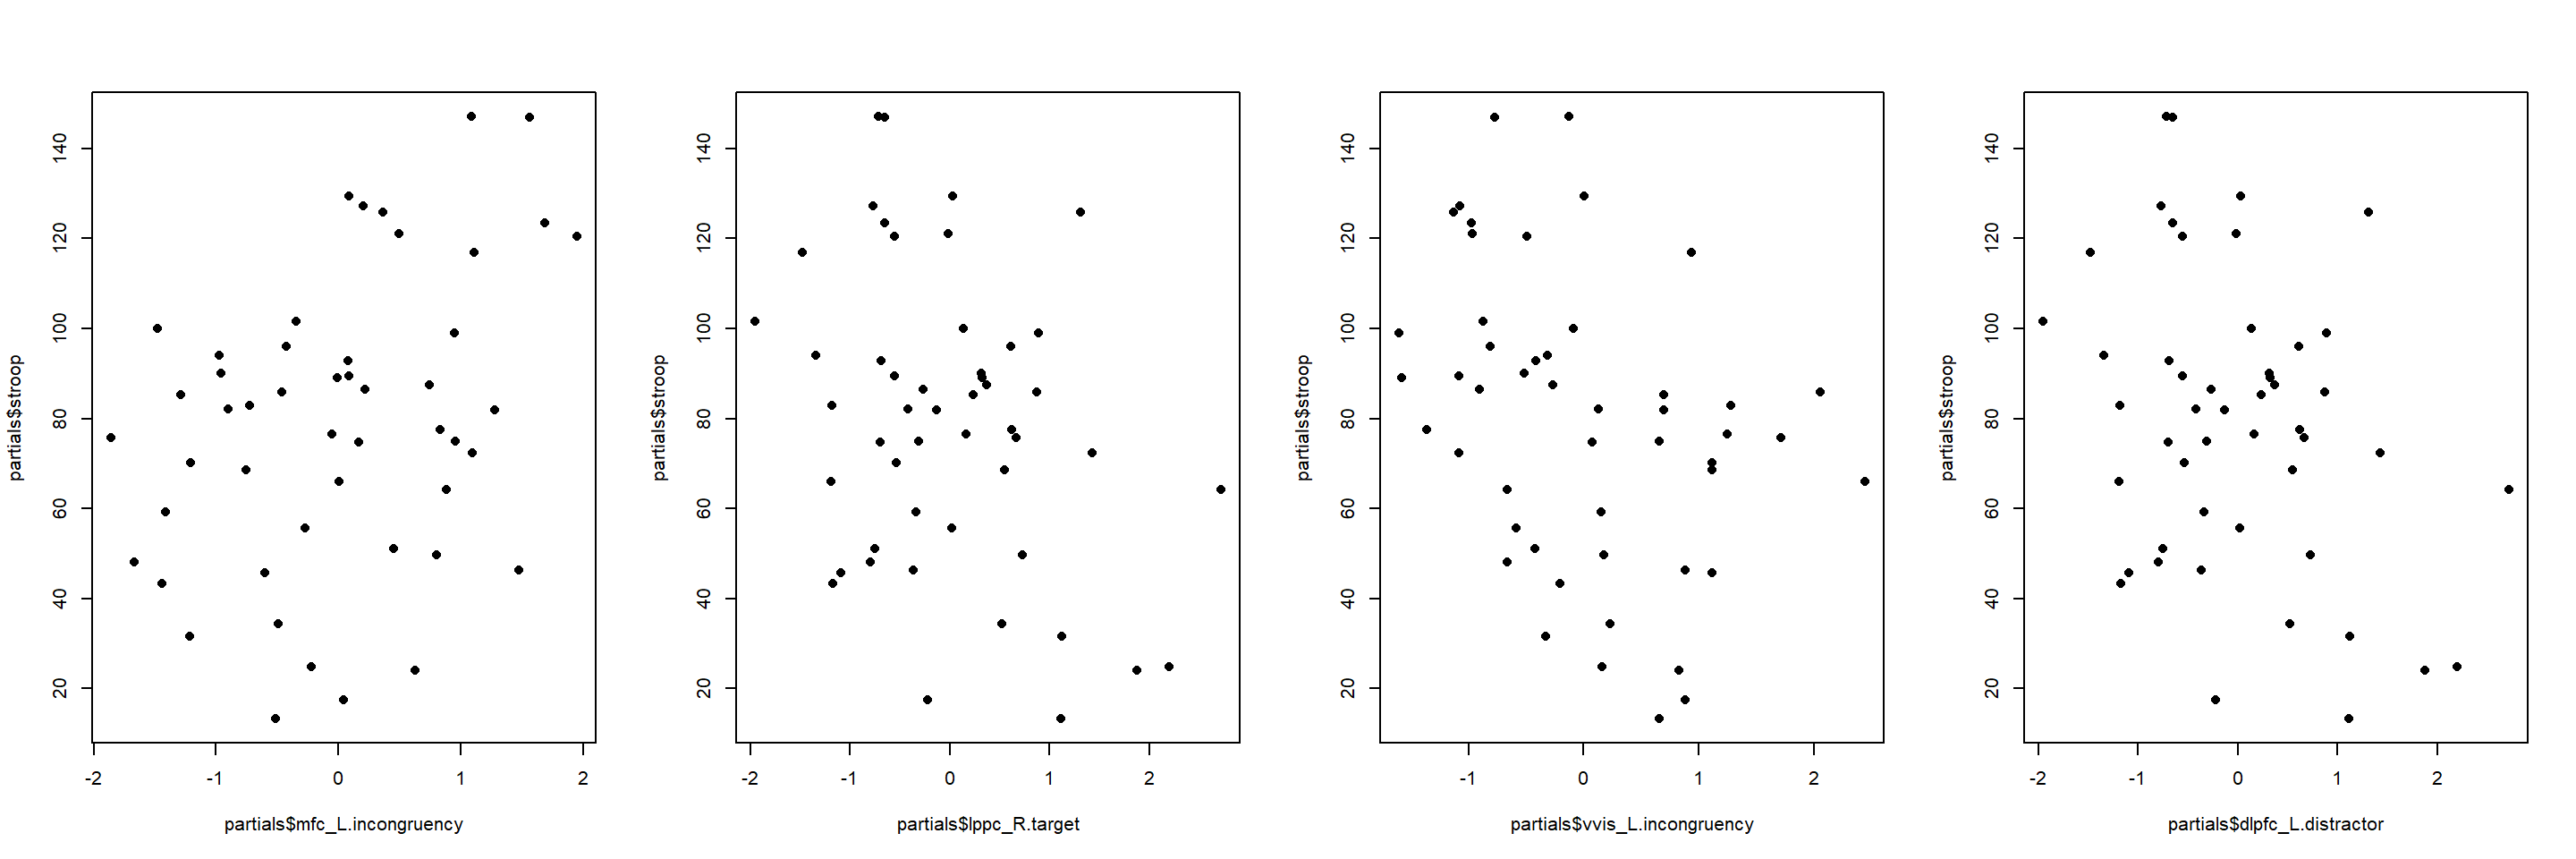 140
120
100
80
60
40
20
partials$stroop
-2 -1 0 1 2
partials$mfc_L.incongruency
140
120
100
80
60
40
20
partials$stroop
-2 -1 0 1 2
partials$lppc_R.target
140
120
100
80
60
40
20
partials$stroop
-1 0 1 2
partials$vvis_L.incongruency
140
120
100
80
60
40
20
partials$stroop
-2 -1 0 1 2
partials$dlpfc_L.distractor